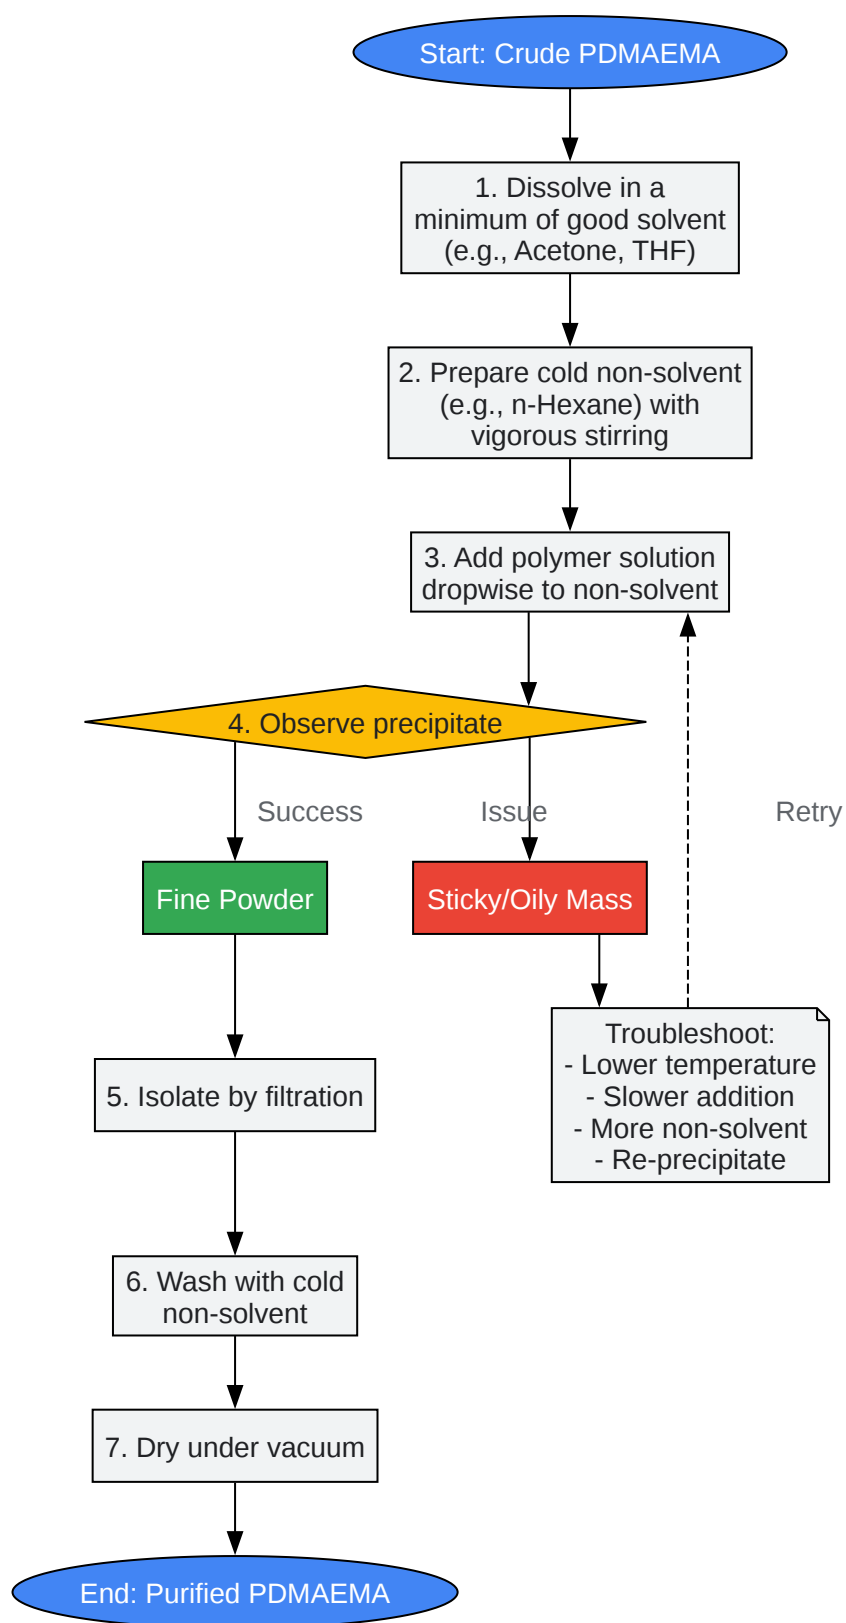 Start: Crude PDMAEMA
1. Dissolve in a
minimum of good solvent
(e.g., Acetone, THF)
2. Prepare cold non-solvent
(e.g., n-Hexane) with
vigorous stirring
3. Add polymer solution
dropwise to non-solvent
4. Observe precipitate
Success
Issue
Retry
Fine Powder
Sticky/Oily Mass
Troubleshoot:
- Lower temperature
- Slower addition
- More non-solvent
- Re-precipitate
5. Isolate by filtration
6. Wash with cold
non-solvent
7. Dry under vacuum
End: Purified PDMAEMA